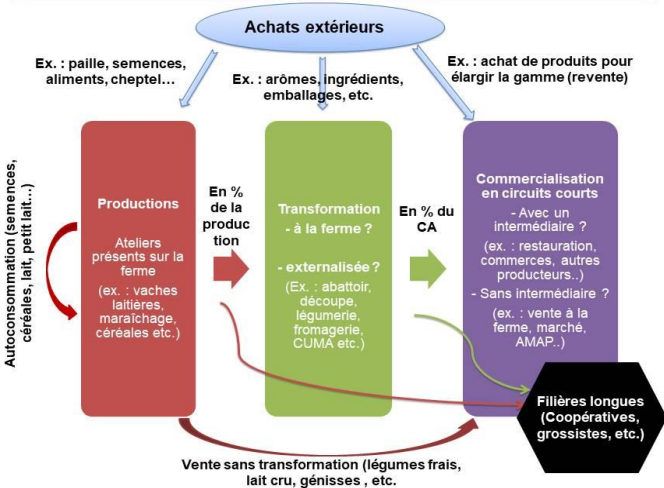 Achats extérieurs
Ex. : paille, semences,
aliments, cheptel…
Ex. : arômes, ingrédients,
emballages, etc.
Ex. : achat de produits pour
élargir la gamme (revente)
Autoconsommation (semences,
céréales, lait, petit lait…)
Productions
Ateliers
présents sur la
ferme
(ex. : vaches
laitières,
maraîchage,
céréales etc.)
En %
de la
produc
tion
Transformation
- à la ferme ?
- externalisée ?
(Ex. : abattoir,
découpe,
légumerie,
fromagerie,
CUMA etc.)
En % du
CA
Commercialisation
en circuits courts
- Avec un
intermédiaire ?
(ex. : restauration,
commerces, autres
producteurs..)
- Sans intermédiaire ?
(ex. : vente à la
ferme, marché,
AMAP..)
Filières longues
(Coopératives,
grossistes, etc.)
Vente sans transformation (légumes frais,
lait cru, génisses , etc.